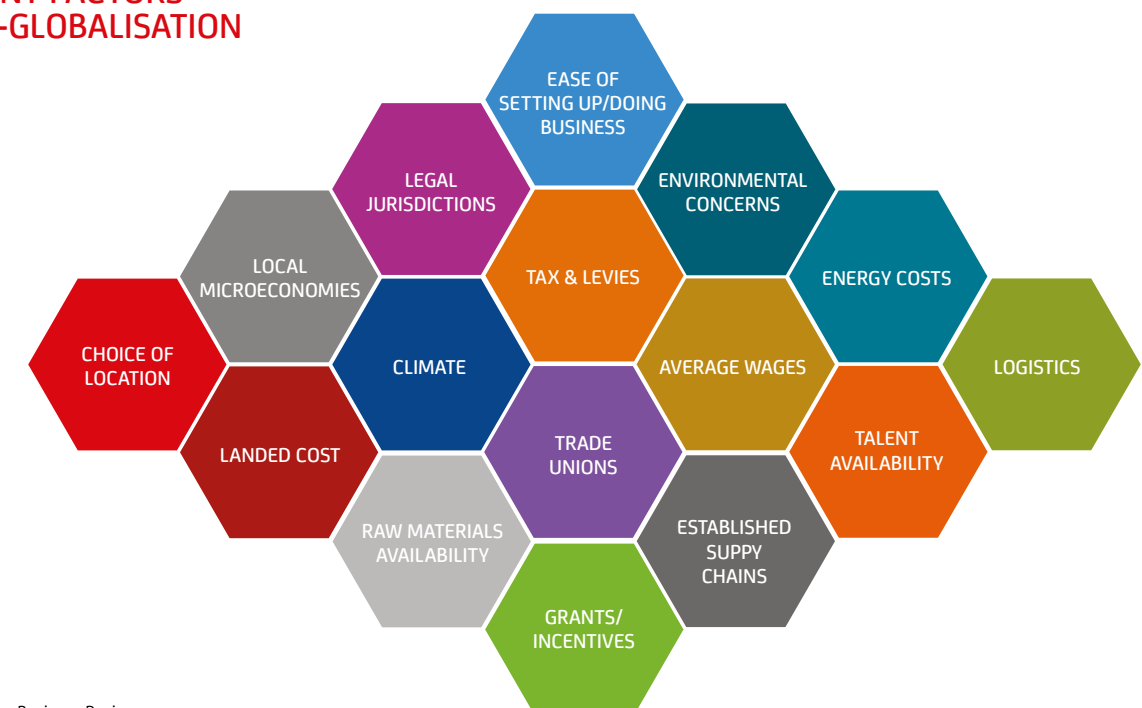 NT FACTORS
-GLOBALISATION
EASE OF
SETTING UP/DOING
BUSINESS
LEGAL
JURISDICTIONS
ENVIRONMENTAL
CONCERNS
LOCAL
MICROECONOMIES
TAX & LEVIES
ENERGY COSTS
CHOICE OF
LOCATION
CLIMATE
AVERAGE WAGES
LOGISTICS
LANDED COST
TRADE
UNIONS
TALENT
AVAILABILITY
RAW MATERIALS
AVAILABILITY
ESTABLISHED
SUPPY
CHAINS
GRANTS/
INCENTIVES